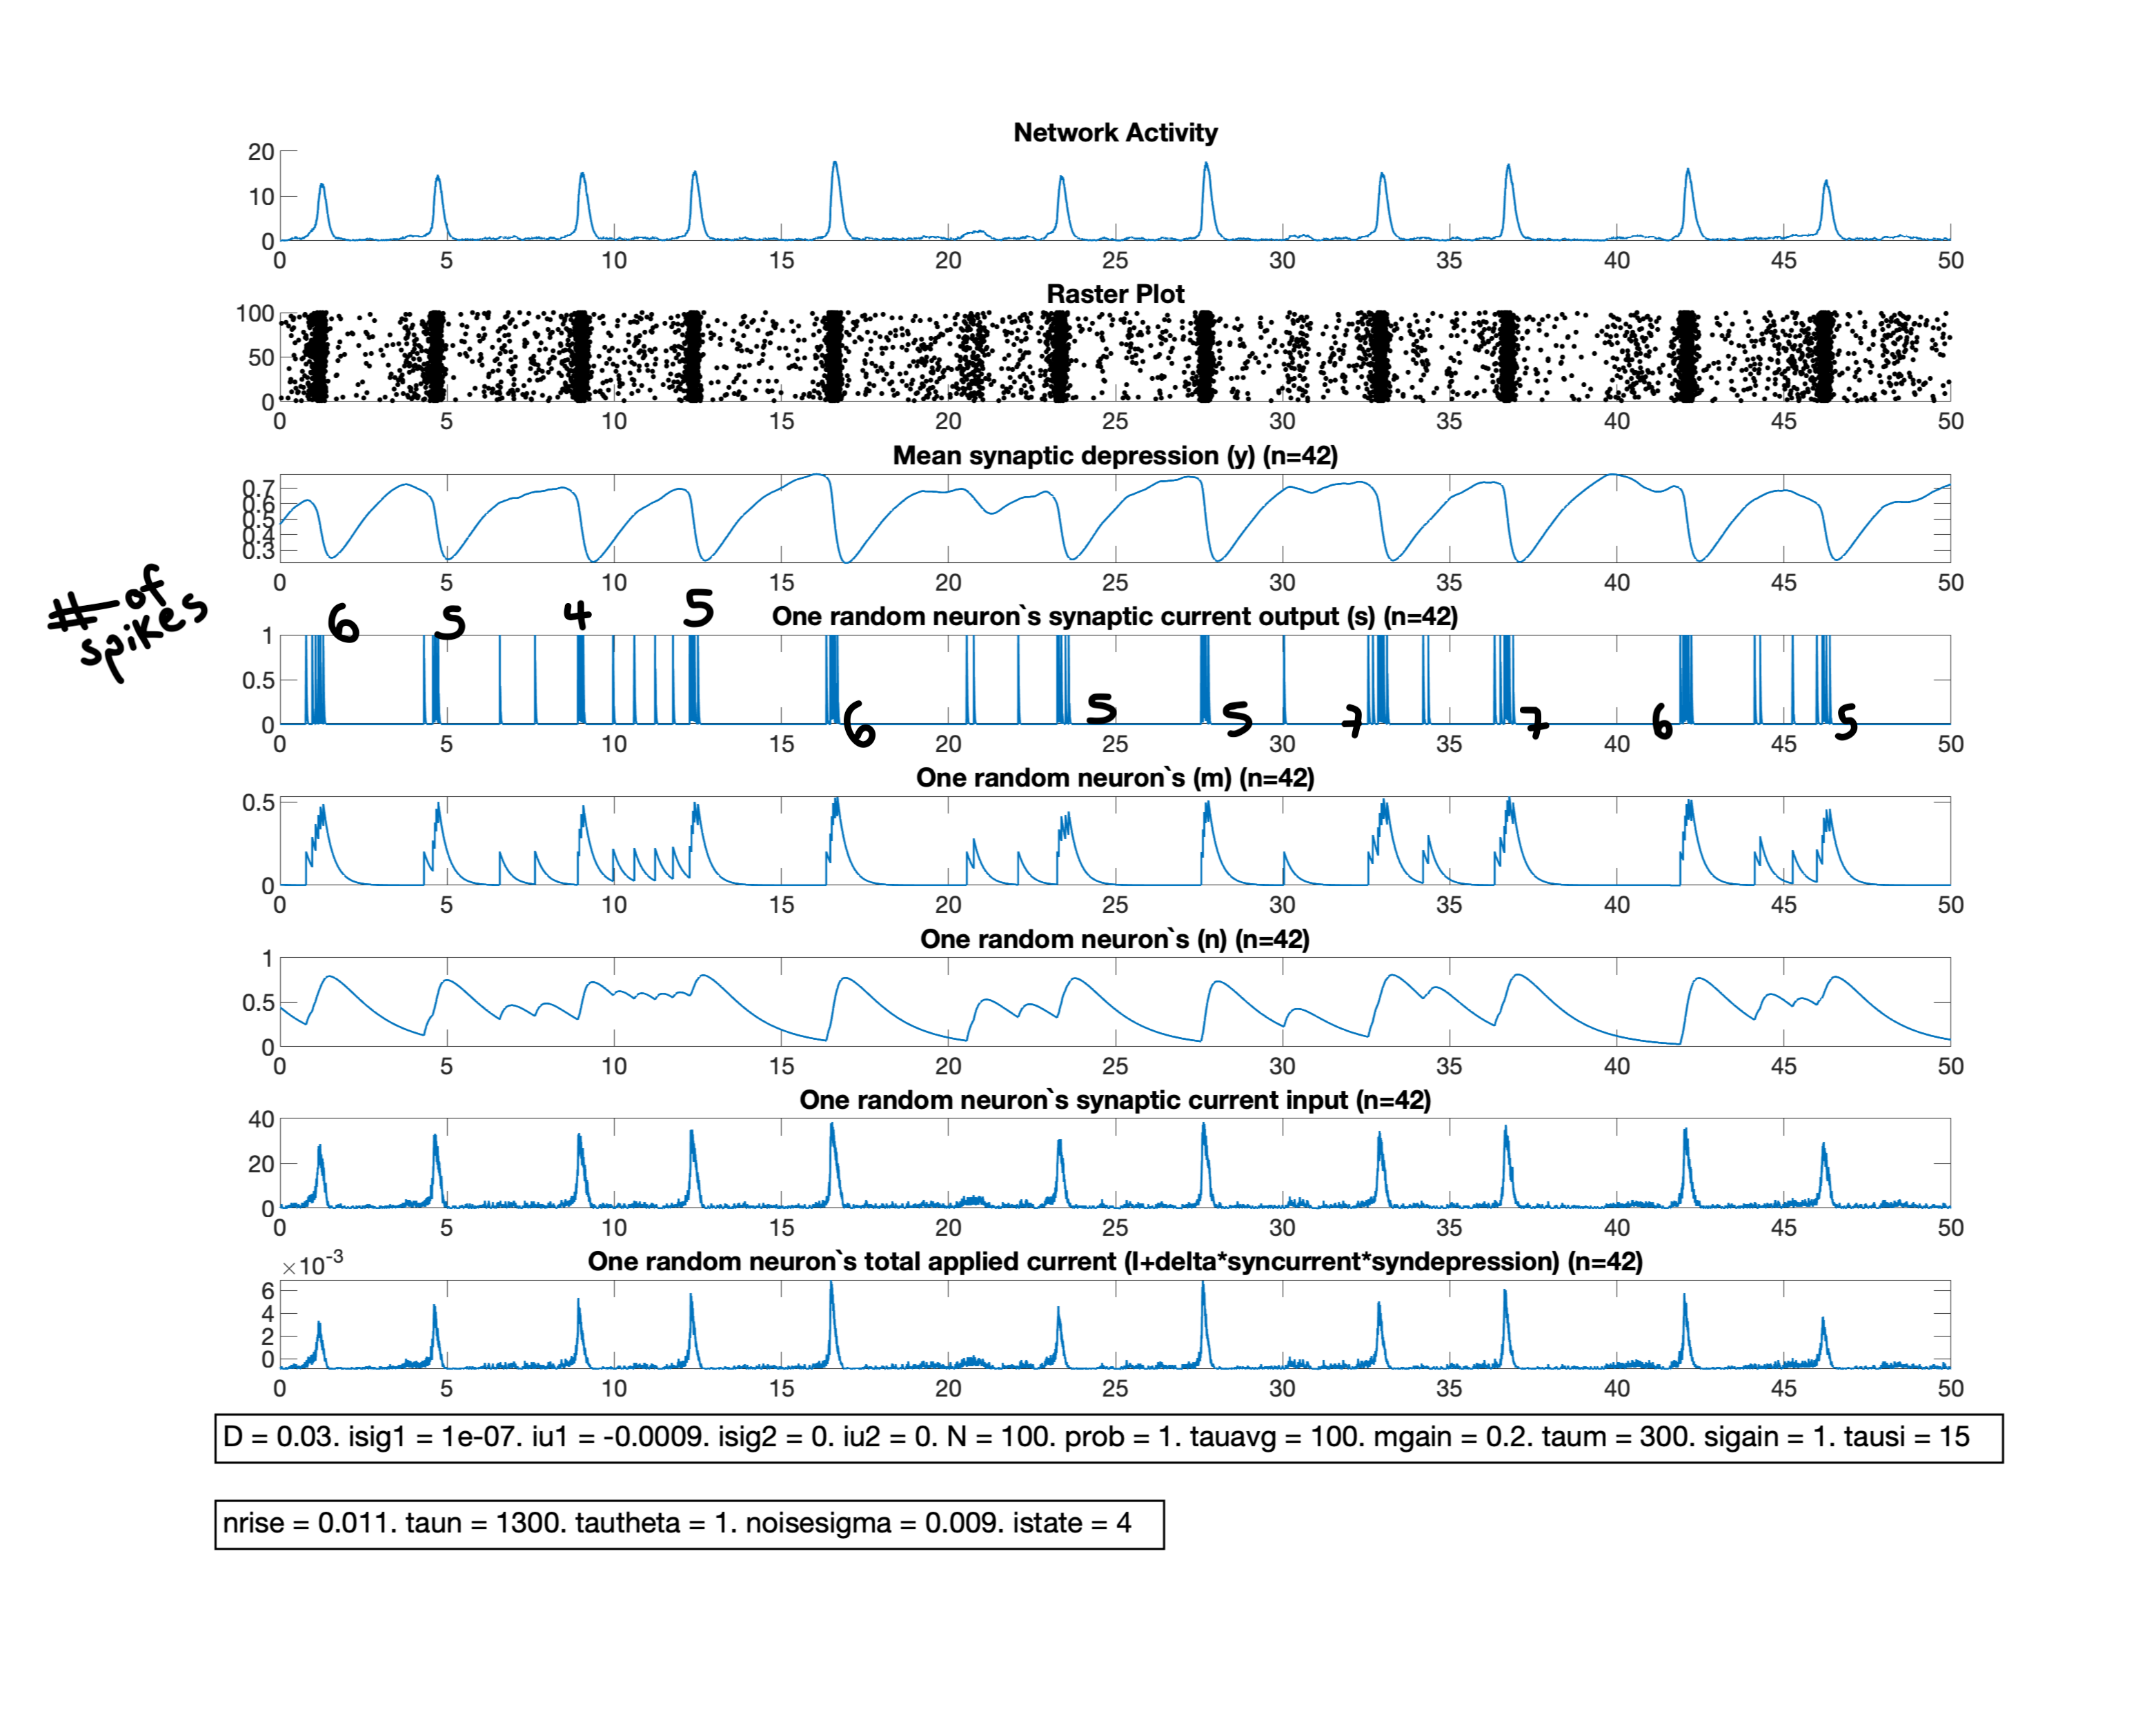 Network Activity
20
10
0
0 5 10 15 20 25 30 35 40 45 50
Raster Plot
100
50
0
0 5 10 15 20 25 30 35 40 45 50
Mean synaptic depression (y) (n=42)
0.7
0.6
0.5
0.4
0.3
0 5 10 15 20 25 30 35 40 45 50
# of
spikes
6 5 4 5
One random neuron`s synaptic current output (s) (n=42)
1
0.5
0
6 5 5 7 7 6 5
0 5 10 15 20 25 30 35 40 45 50
One random neuron`s (m) (n=42)
0.5
0
0 5 10 15 20 25 30 35 40 45 50
One random neuron`s (n) (n=42)
1
0.5
0
0 5 10 15 20 25 30 35 40 45 50
One random neuron`s synaptic current input (n=42)
40
20
0
0 5 10 15 20 25 30 35 40 45 50
×10-3
One random neuron`s total applied current (I+delta*syncurrent*syndepression) (n=42)
6
4
2
0
0 5 10 15 20 25 30 35 40 45 50
D = 0.03. isig1 = 1e-07. iu1 = -0.0009. isig2 = 0. iu2 = 0. N = 100. prob = 1. tauavg = 100. mgain = 0.2. taum = 300. sigain = 1. tausi = 15
nrise = 0.011. taun = 1300. tautheta = 1. noisesigma = 0.009. istate = 4